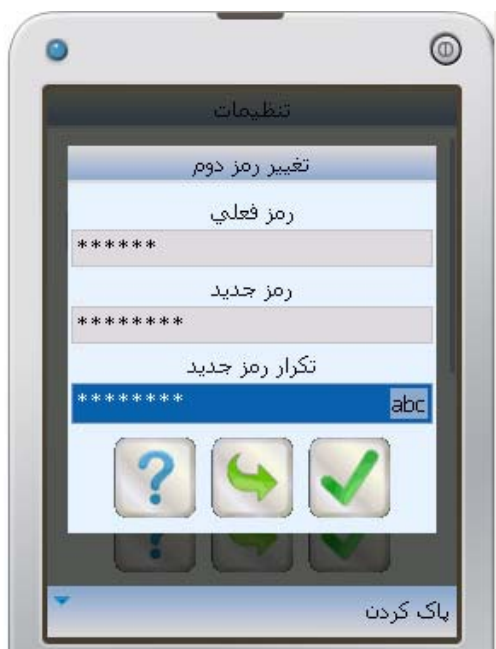 تنظیمات
تغییر رمز دوم
رمز فعلي
******
رمز جدید
********
تکرار رمز جدید
******** abc
پاک کردن